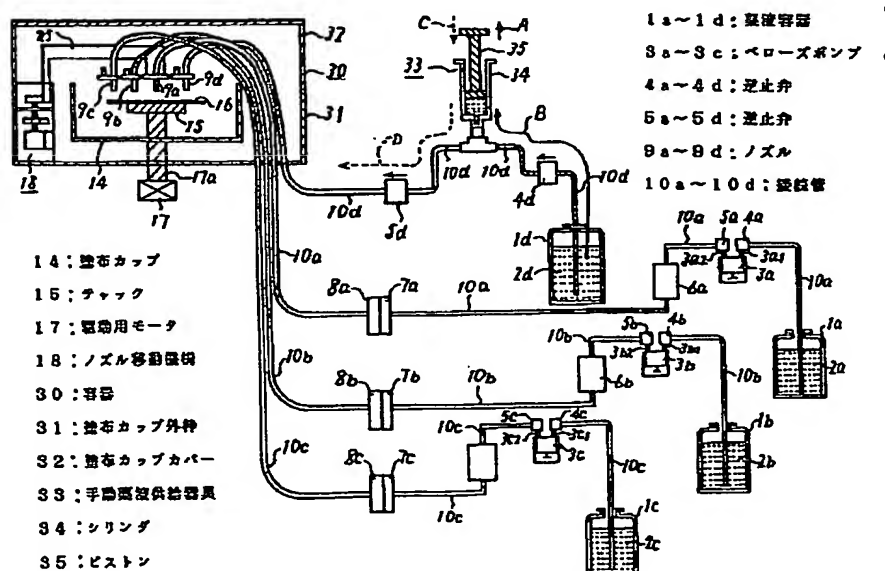 C
A
35
33
34
B
D
25
32
30
31
9d
9a
9c
9b
16
15
18
14
17a
17
10d
10d
10d
10d
5d
4d
1d
2d
1a~1d:薬液容器
3a~3c:ベローズポンプ
4a~4d:逆止弁
5a~5d:逆止弁
9a~9d:ノズル
10a~10d:接続管
10a
8a
7a
10a
10a
5a
4a
3a2
3a1
3a
6a
10a
1a
2a
10b
8b
7b
10b
10b
5b
4b
3b2
3b
6b
10b
1b
2b
10c
8c
7c
10c
10c
5c
4c
3c2
3c1
3c
10c
1c
2c
14:塗布カップ
15:チャック
17:駆動用モータ
18:ノズル移動機構
30:容器
31:塗布カップ外枠
32:塗布カップカバー
33:手動薬液供給器具
34:シリンダ
35:ピストン